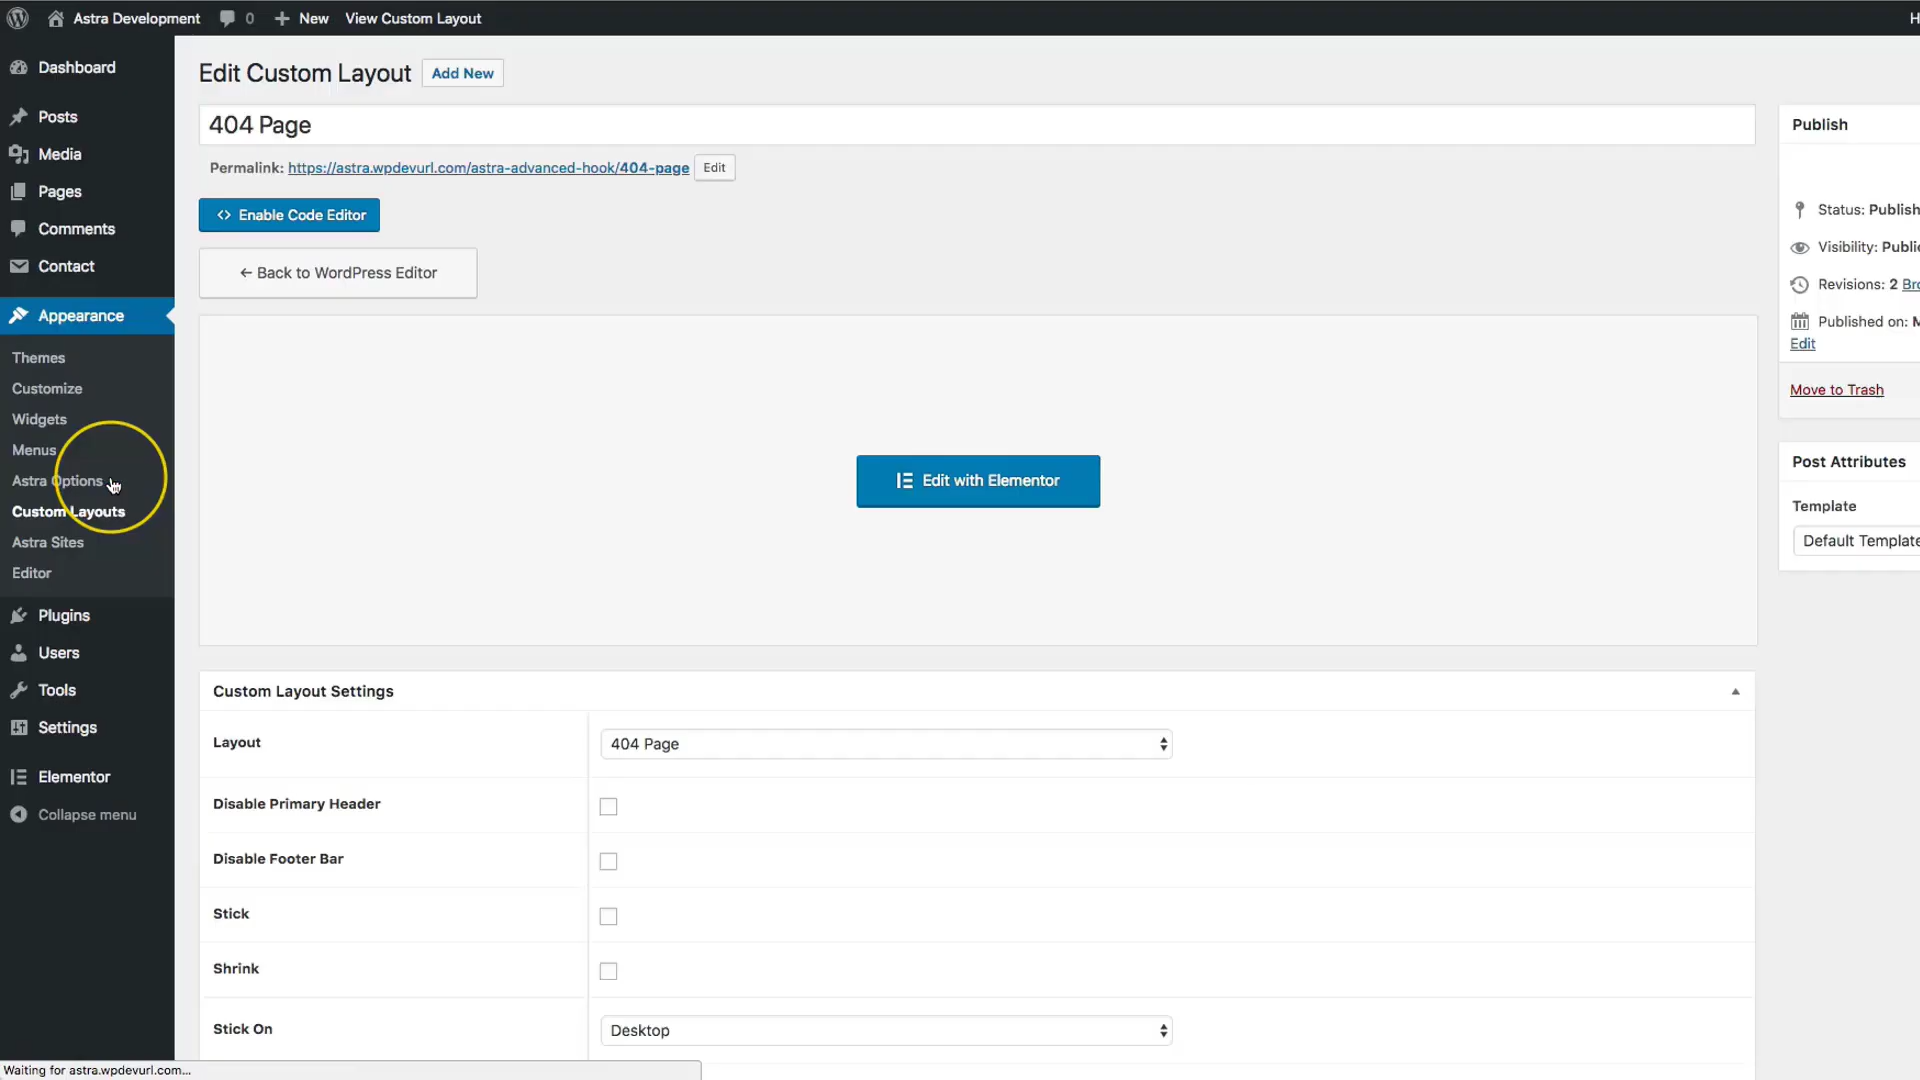 Astra Development 0 New View Custom Layout H
Dashboard
Posts
Media
Pages
Comments
Contact
Appearance
Themes
Customize
Widgets
Menus
Astra Options
Custom Layouts
Astra Sites
Editor
Plugins
Users
Tools
Settings
Elementor
Collapse menu
Edit Custom Layout Add New
404 Page
Permalink: https://astra.wpdevurl.com/astra-advanced-hook/404-page Edit
<> Enable Code Editor
← Back to WordPress Editor
Edit with Elementor
Custom Layout Settings
Layout 404 Page
Disable Primary Header
Disable Footer Bar
Stick
Shrink
Stick On Desktop
Publish
Status: Publish
Visibility: Public
Revisions: 2 Bro
Published on: M
Edit
Move to Trash
Post Attributes
Template
Default Template
Waiting for astra.wpdevurl.com...